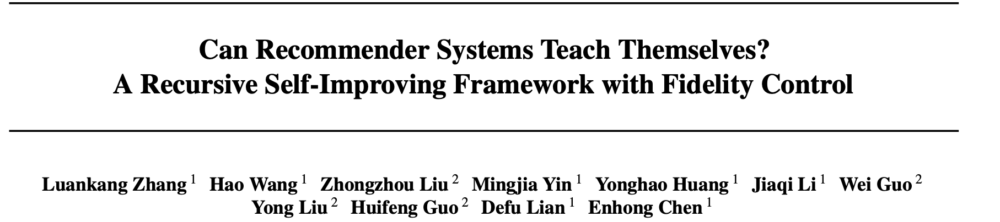 Can Recommender Systems Teach Themselves?
A Recursive Self-Improving Framework with Fidelity Control
Luankang Zhang 1 Hao Wang 1 Zhongzhou Liu 2 Mingjia Yin 1 Yonghao Huang 1 Jiaqi Li 1 Wei Guo 2
Yong Liu 2 Huifeng Guo 2 Defu Lian 1 Enhong Chen 1